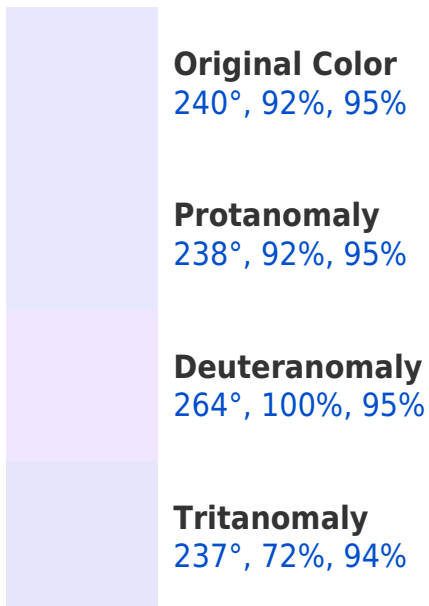 Original Color
240°, 92%, 95%
Protanomaly
238°, 92%, 95%
Deuteranomaly
264°, 100%, 95%
Tritanomaly
237°, 72%, 94%